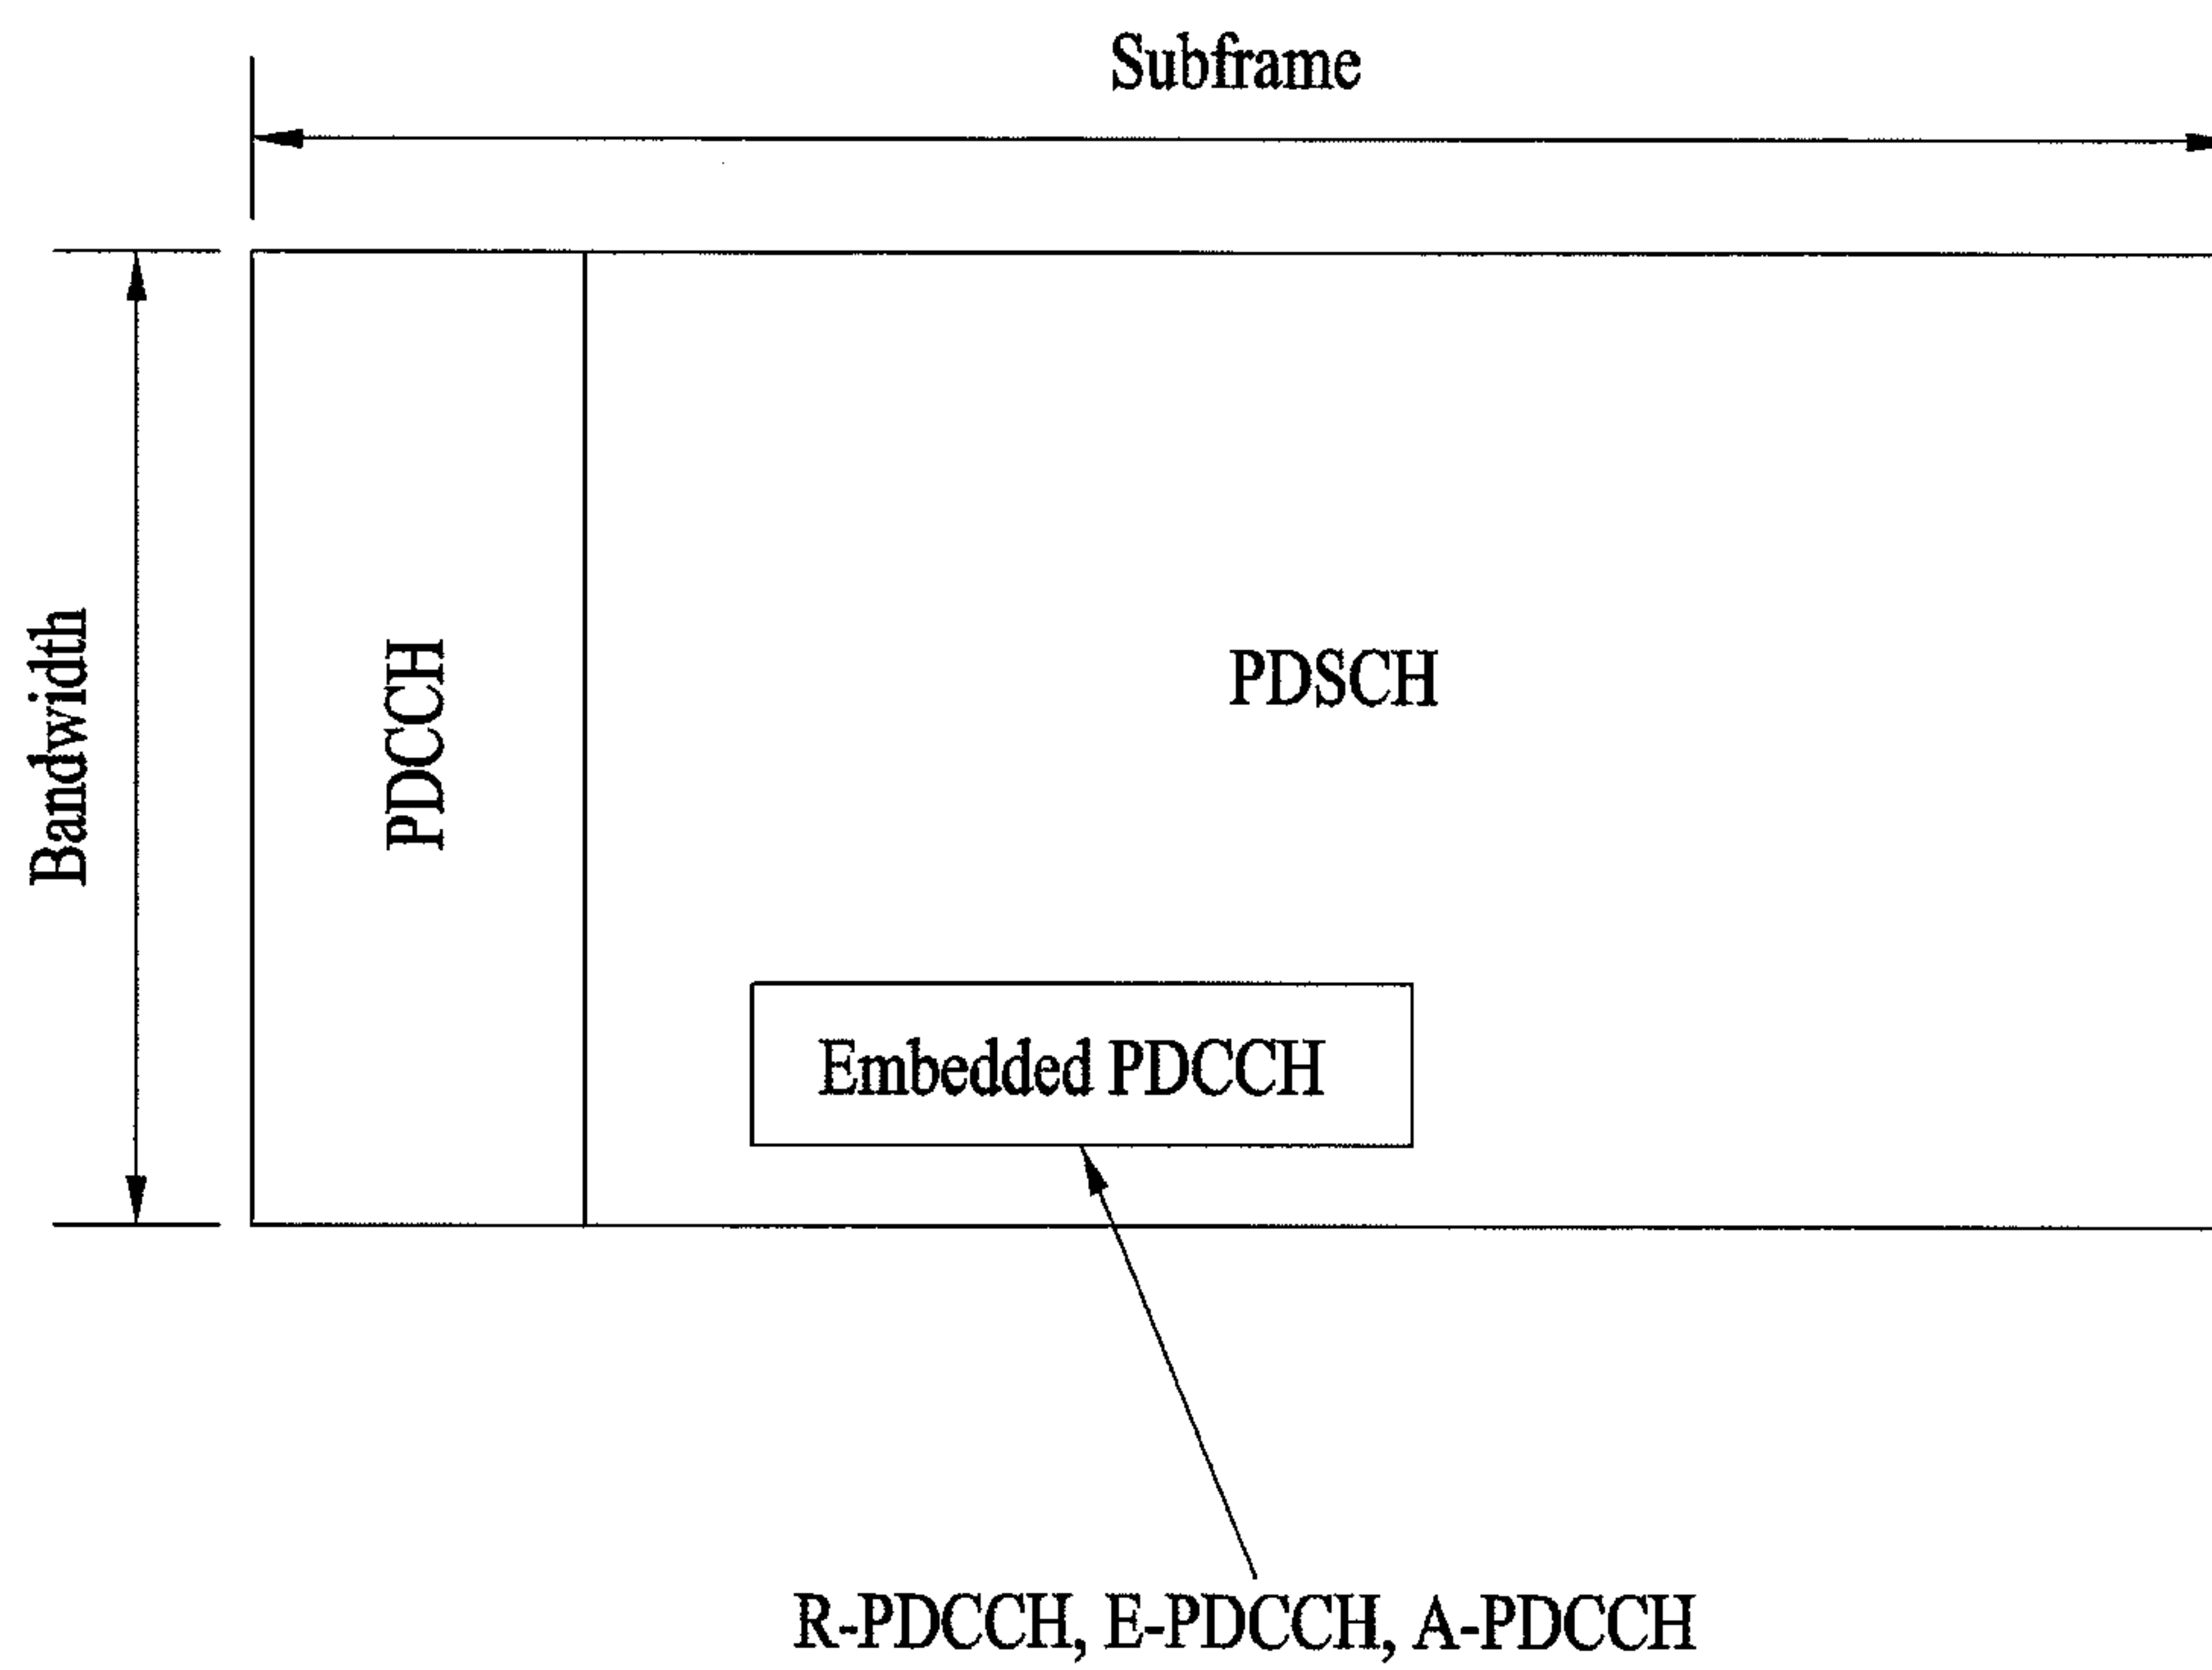 Subframe
Bandwidth
PDCCH
PDSCH
Embedded PDCCH
R-PDCCH, E-PDCCH, A-PDCCH